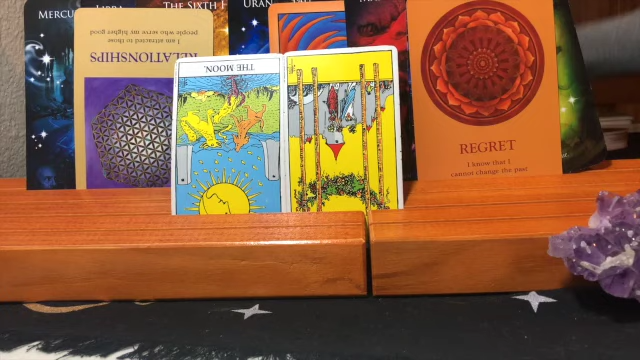 MERCU
LIBRA
THE SIXTH H
URAN
I am attracted to those
people who serve my higher good
RELATIONSHIPS
THE MOON.
REGRET
I know that I
cannot change the past